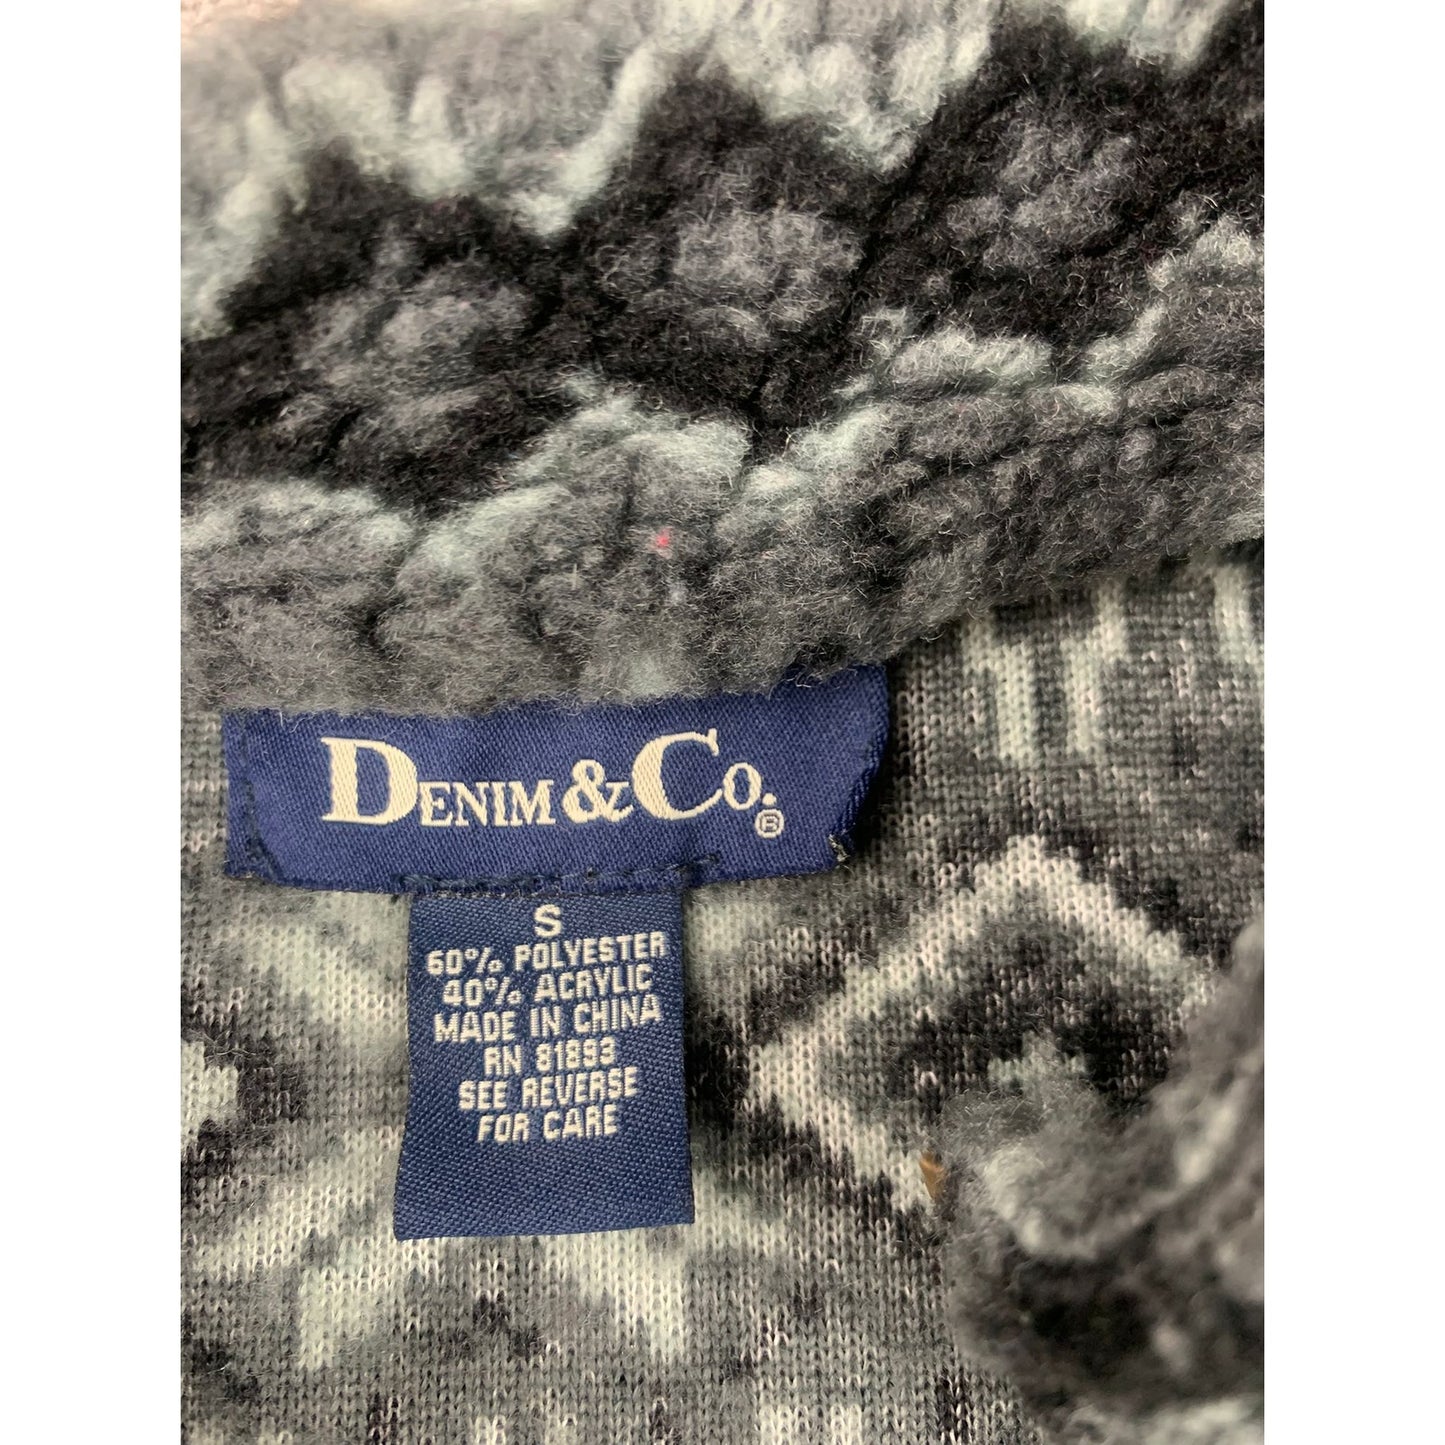 DENIM & CO. ®
S
60% POLYESTER
40% ACRYLIC
MADE IN CHINA
RN 81893
SEE REVERSE
FOR CARE